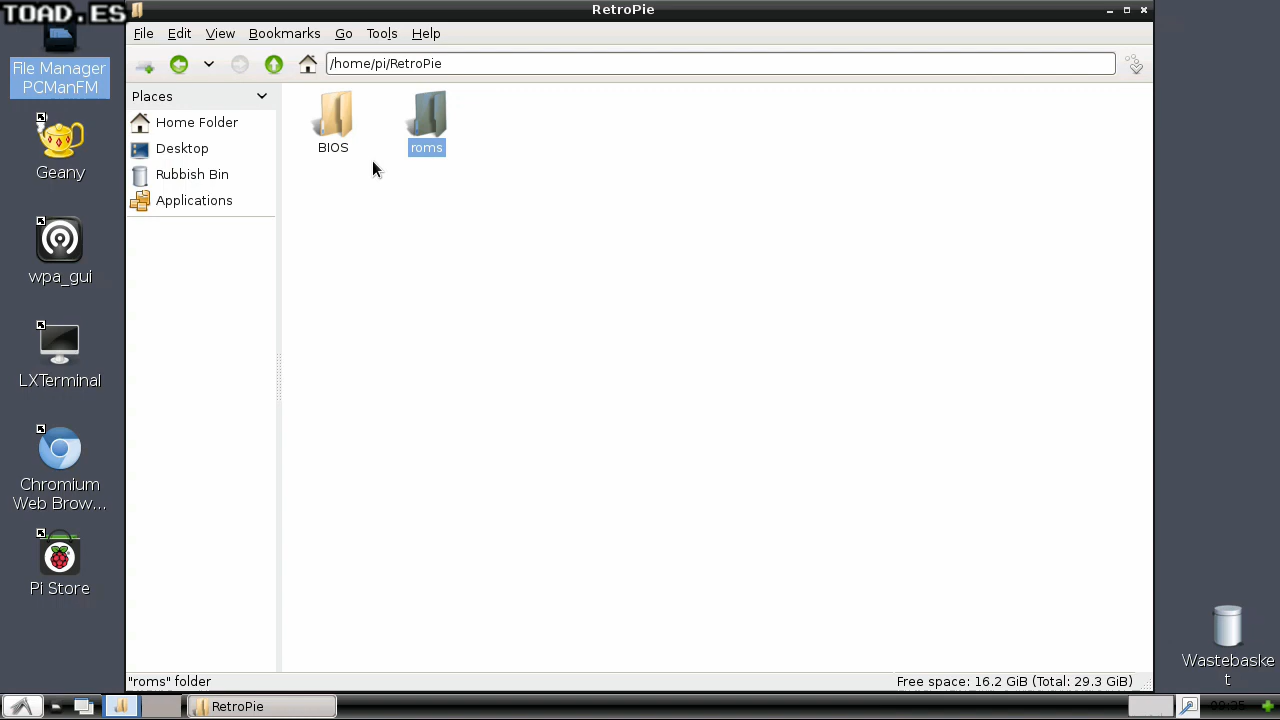 TOAD.ES
RetroPie
File Edit View Bookmarks Go Tools Help
/home/pi/RetroPie
Places
Home Folder
Desktop
Rubbish Bin
Applications
BIOS
roms
File Manager
PCManFM
Geany
wpa_gui
LXTerminal
Chromium
Web Brow...
Pi Store
Wastebaske
t
"roms" folder
Free space: 16.2 GiB (Total: 29.3 GiB)
RetroPie